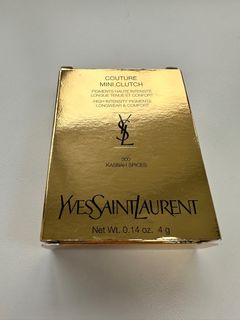 COUTURE
MINI CLUTCH
PIGMENTS HAUTE INTENSITÉ
LONGUE TENUE ET CONFORT
HIGH INTENSITY PIGMENTS
LONGWEAR & COMFORT
YSL
300
KASBAH SPICES
YVESSAINTLAURENT
Net Wt. 0.14 oz. 4 g